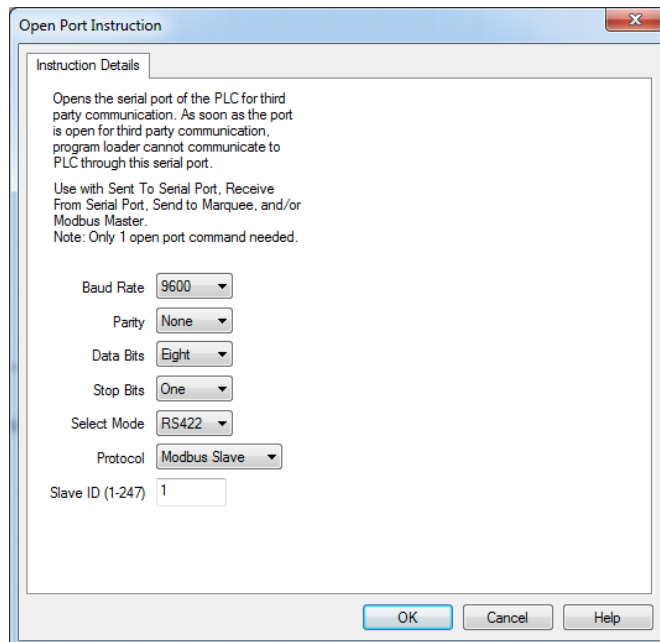 Open Port Instruction
Instruction Details
Opens the serial port of the PLC for third
party communication. As soon as the port
is open for third party communication,
program loader cannot communicate to
PLC through this serial port.
Use with Sent To Serial Port, Receive
From Serial Port, Send to Marquee, and/or
Modbus Master.
Note: Only 1 open port command needed.
Baud Rate 9600
Parity None
Data Bits Eight
Stop Bits One
Select Mode RS422
Protocol Modbus Slave
Slave ID (1-247) 1
OK Cancel Help